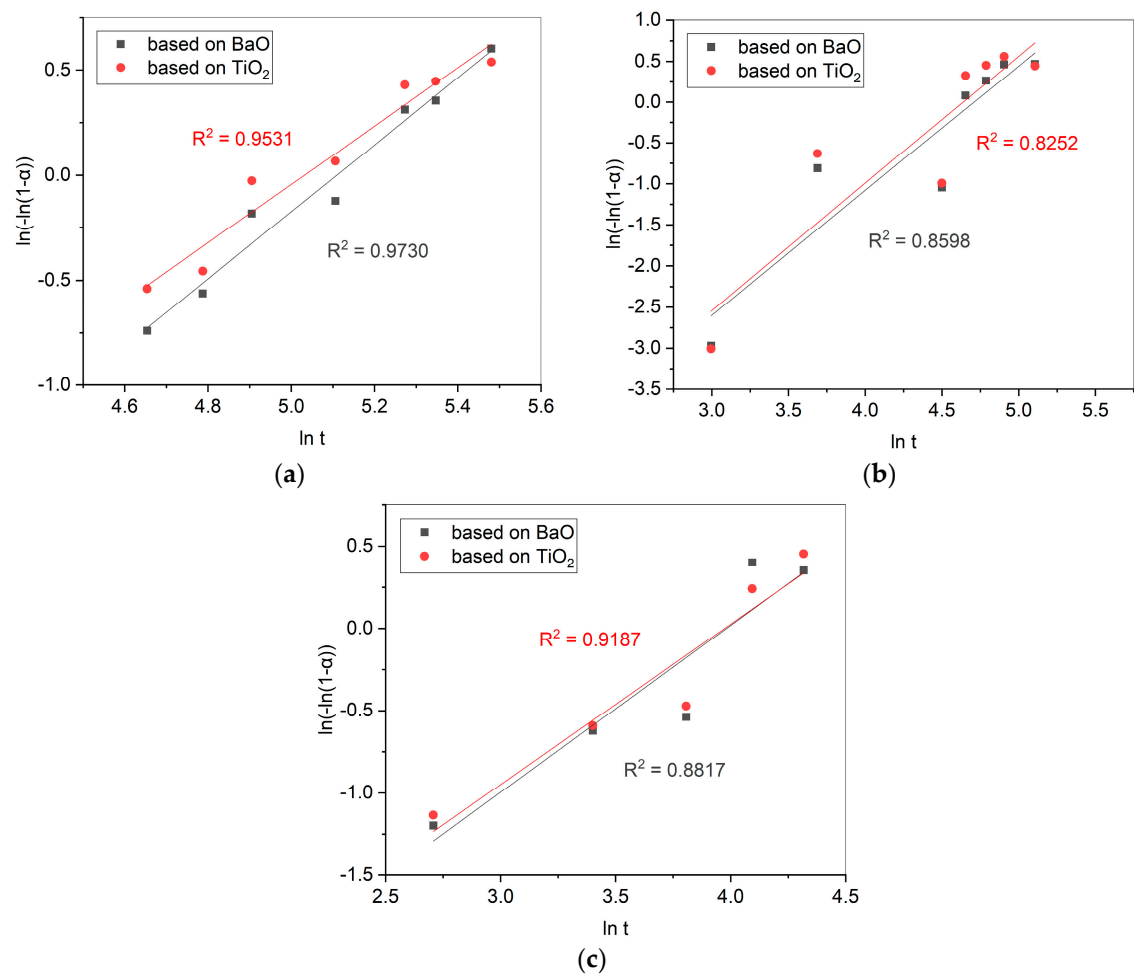 based on BaO
based on TiO2
R2 = 0.9531
R2 = 0.9730
ln(-ln(1-α))
0.5
0.0
-0.5
-1.0
4.6 4.8 5.0 5.2 5.4 5.6
ln t
(a)
based on BaO
based on TiO2
R2 = 0.8252
R2 = 0.8598
ln(-ln(1-α))
1.0
0.5
0.0
-0.5
-1.0
-1.5
-2.0
-2.5
-3.0
-3.5
3.0 3.5 4.0 4.5 5.0 5.5
ln t
(b)
based on BaO
based on TiO2
R2 = 0.9187
R2 = 0.8817
ln(-ln(1-α))
0.5
0.0
-0.5
-1.0
-1.5
2.5 3.0 3.5 4.0 4.5
ln t
(c)